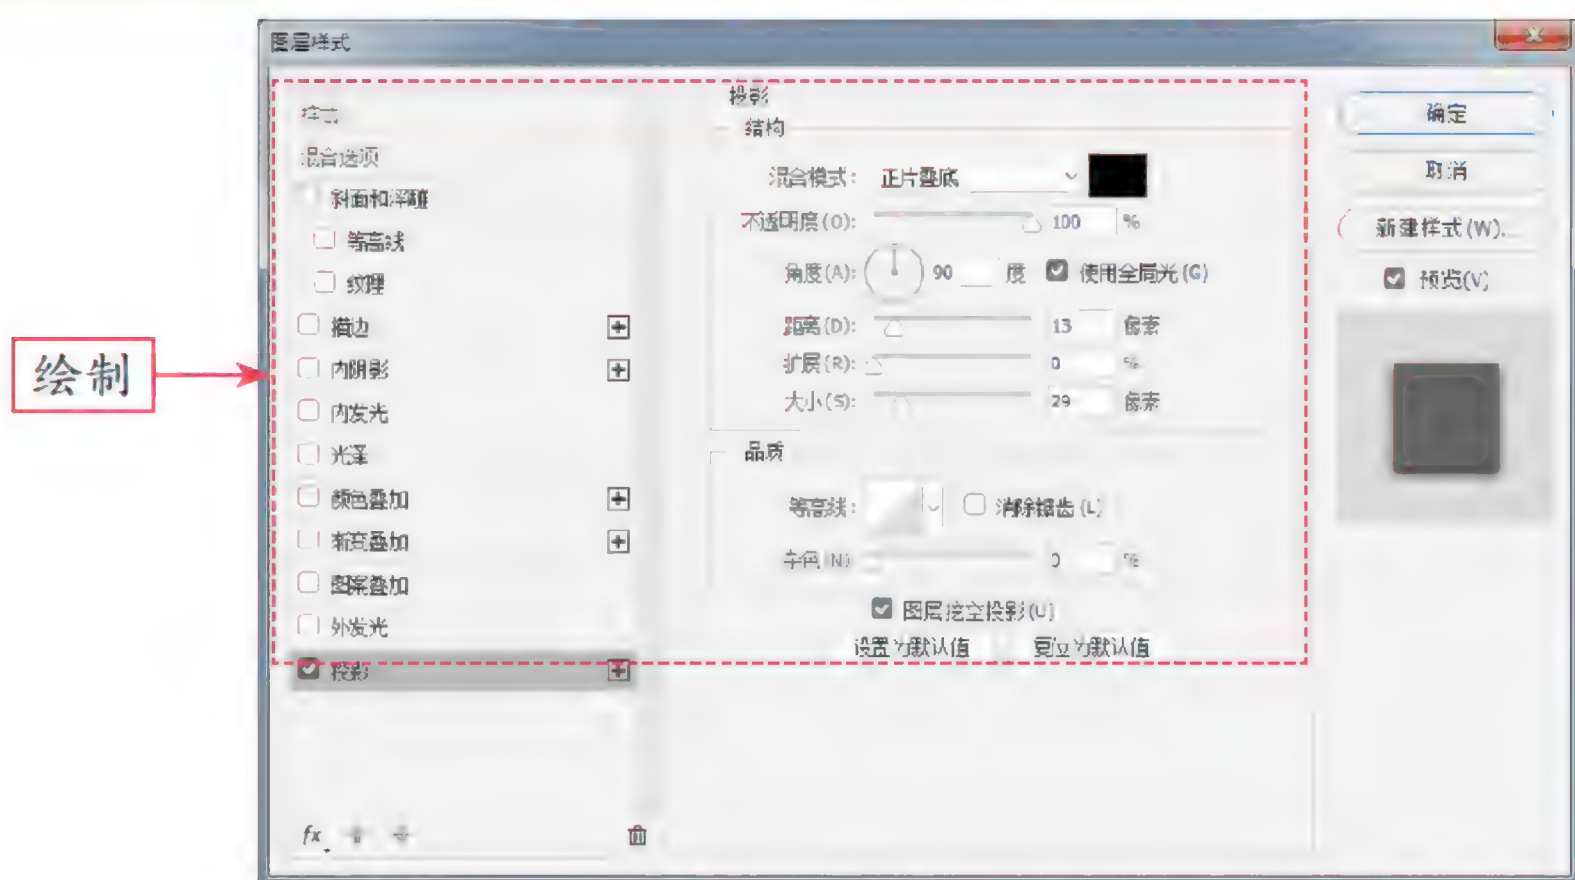 图层样式
绘制
样式
混合选项
斜面和浮雕
等高线
纹理
描边
内阴影
内发光
光泽
颜色叠加
渐变叠加
图案叠加
外发光
投影
fx
投影
结构
混合模式: 正片叠底
不透明度(O): 100 %
角度(A): 90 度 使用全局光(G)
距离(D): 13 像素
扩展(R): 0 %
大小(S): 29 像素
品质
等高线: 消除锯齿(L)
杂色(N) 0 %
图层挖空投影(U)
设置为默认值 复位为默认值
确定
取消
新建样式(W)...
预览(V)